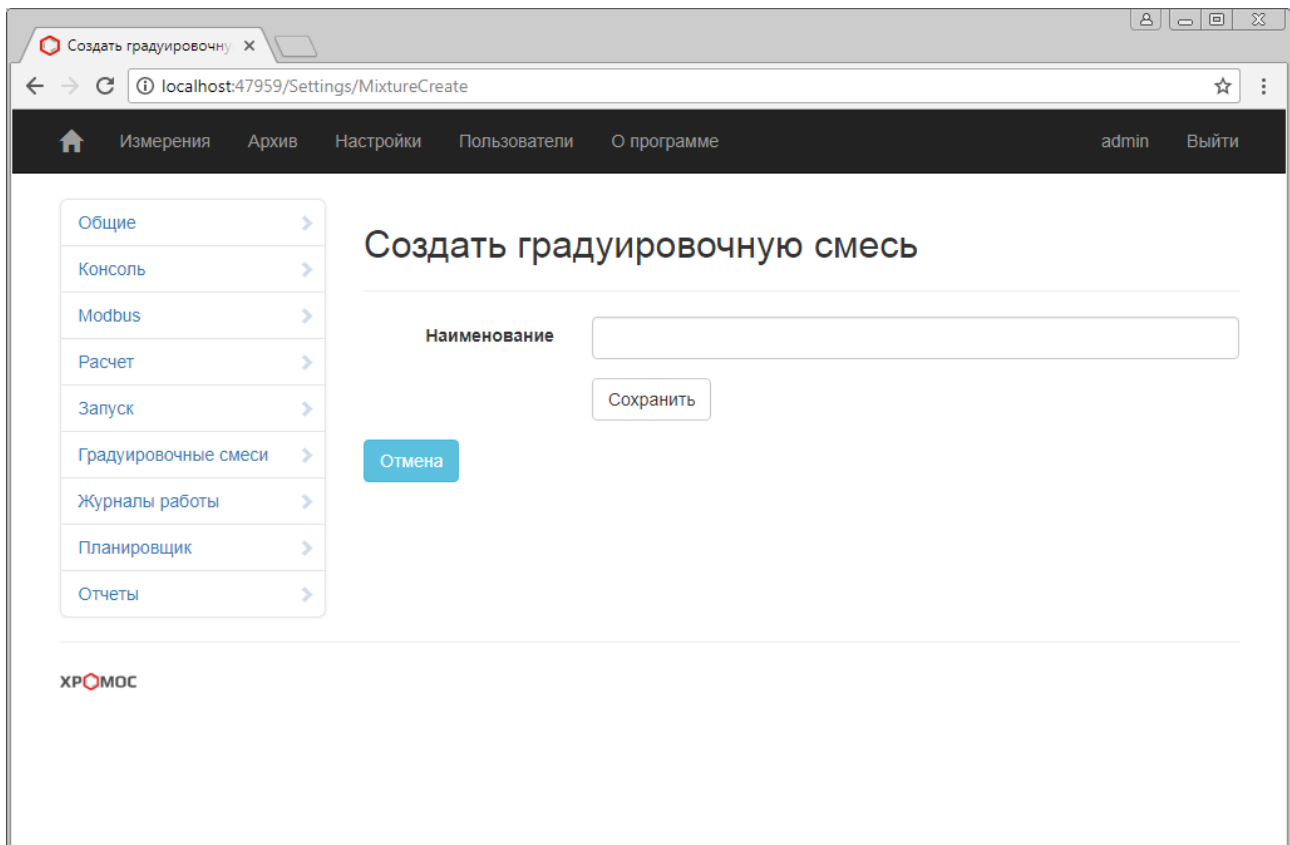 Создать градуировочну
localhost:47959/Settings/MixtureCreate
Измерения Архив Настройки Пользователи О программе admin Выйти
Общие
Консоль
Modbus
Расчет
Запуск
Градуировочные смеси
Журналы работы
Планировщик
Отчеты
Создать градуировочную смесь
Наименование
Сохранить
Отмена
ХРОМОС